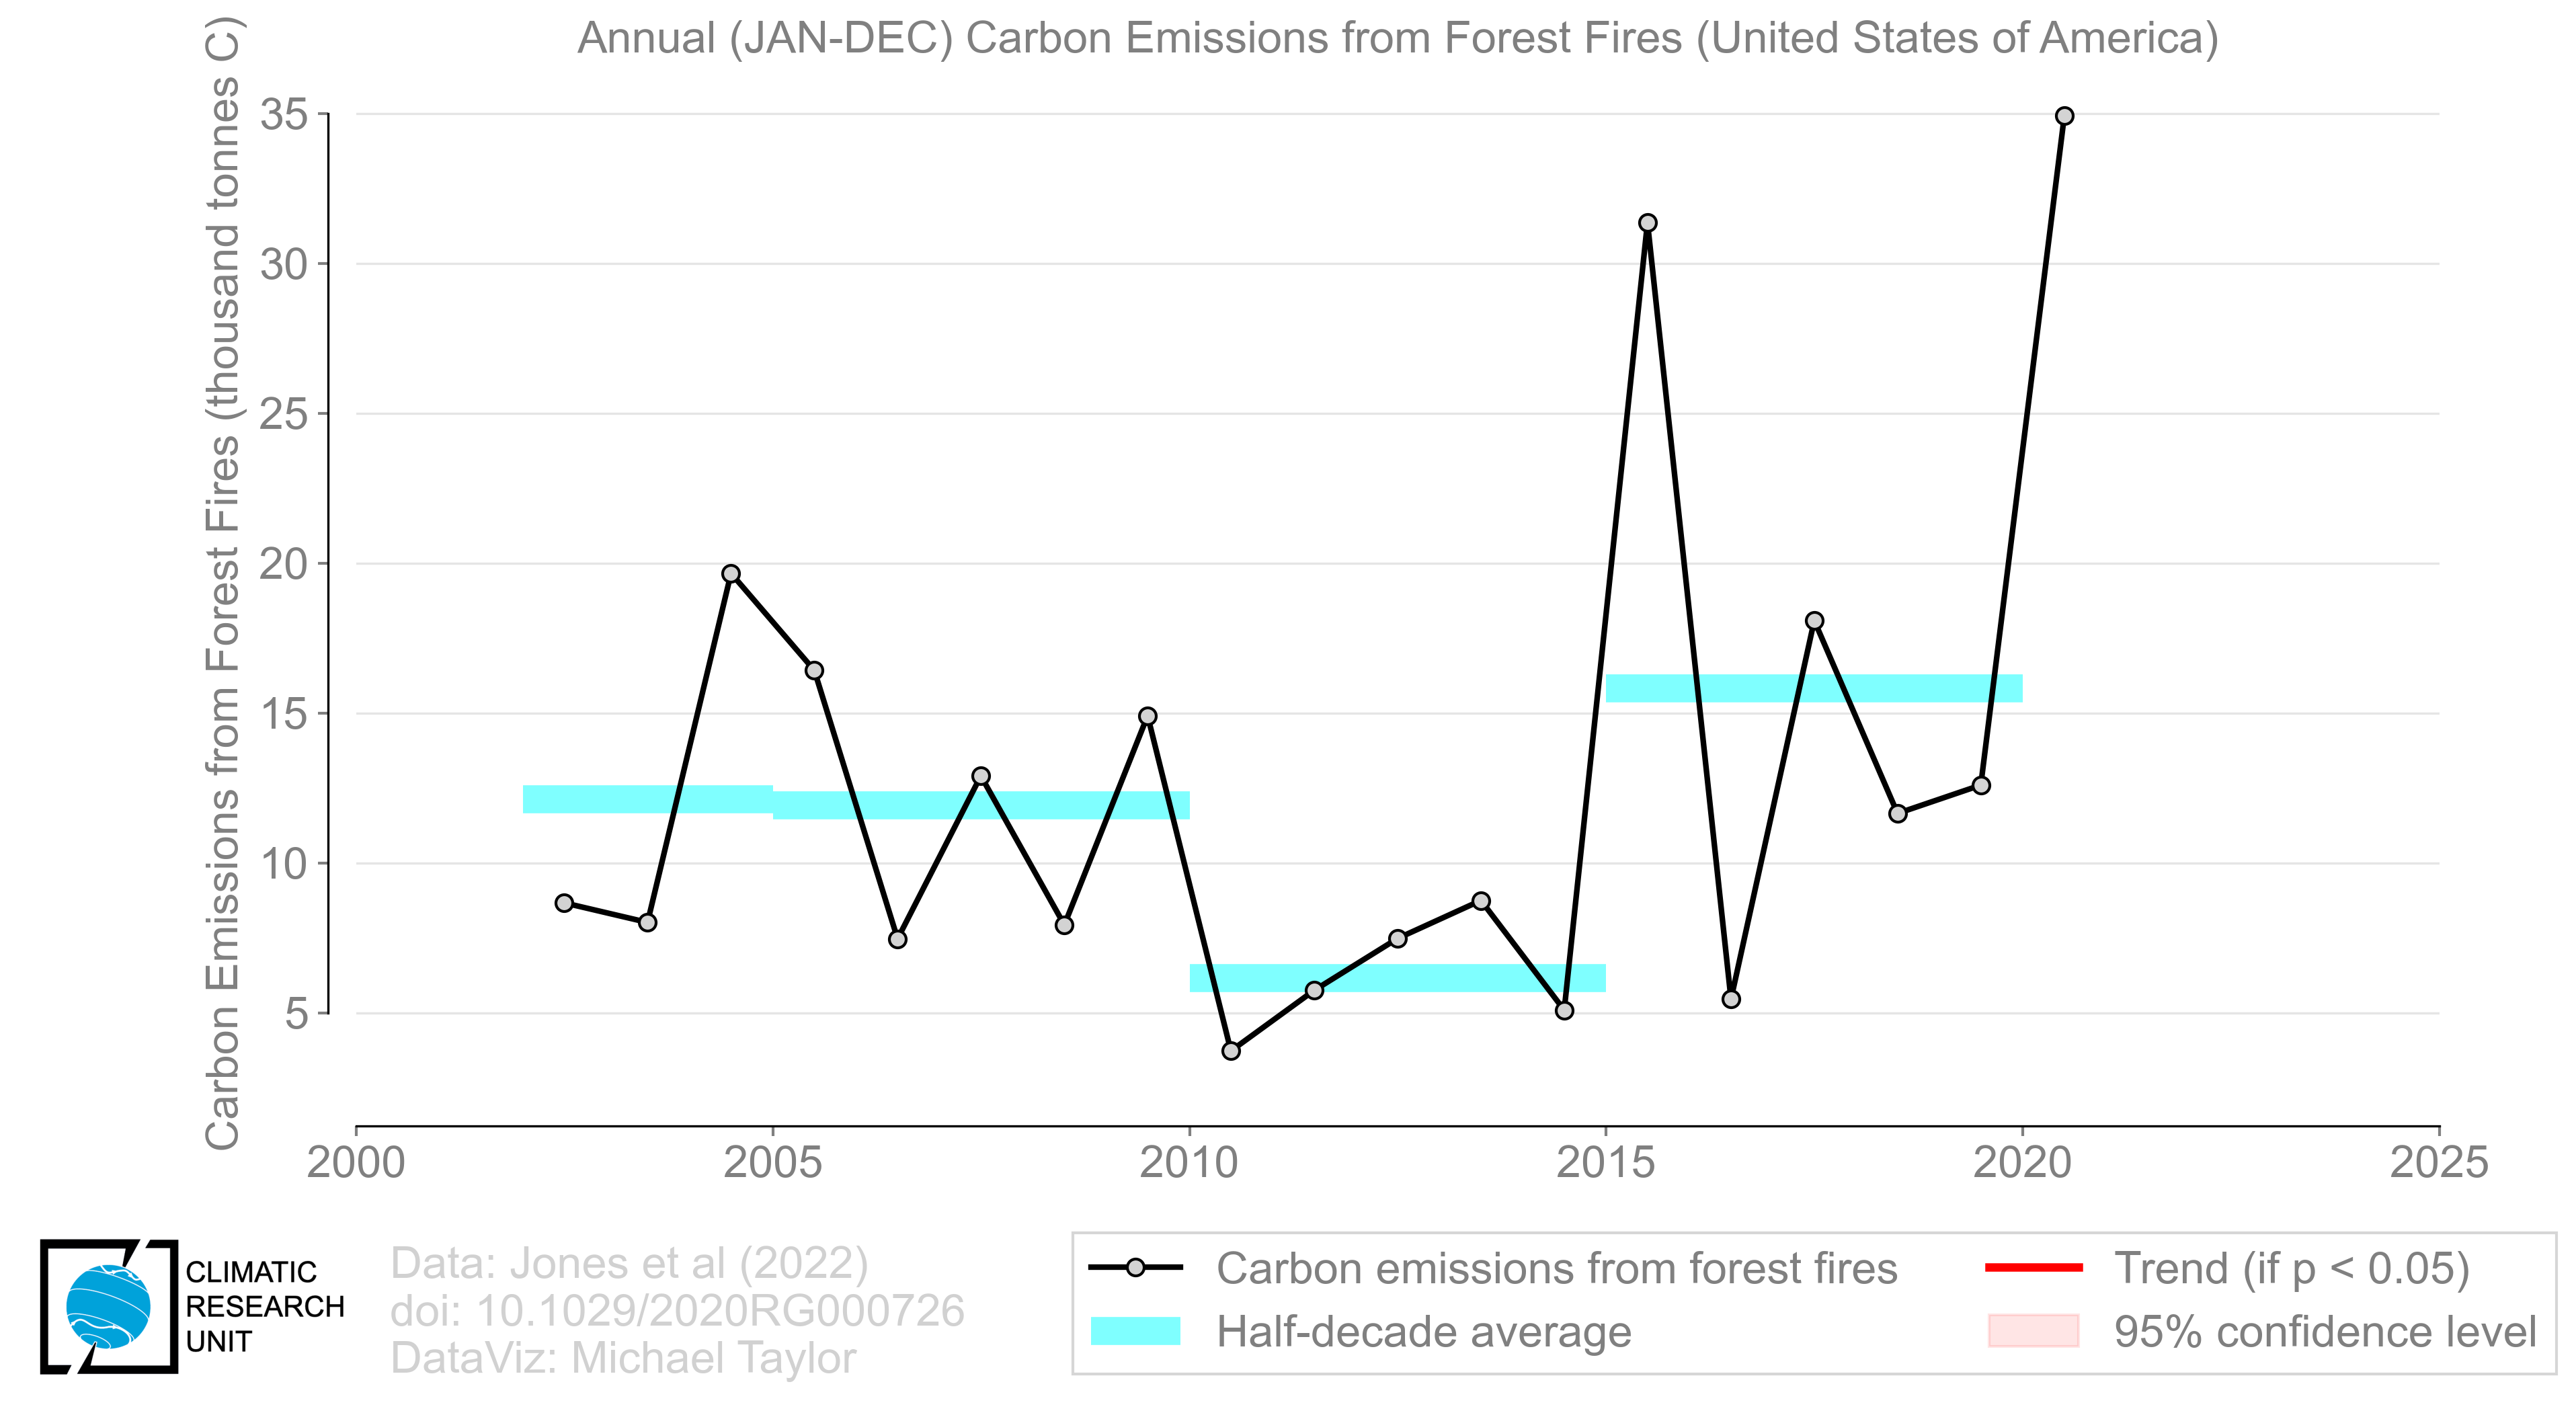 Annual (JAN-DEC) Carbon Emissions from Forest Fires (United States of America)
Carbon Emissions from Forest Fires (thousand tonnes C)
35
30
25
20
15
10
5
2000
2005
2010
2015
2020
2025
CLIMATIC
RESEARCH
UNIT
Data: Jones et al (2022)
doi: 10.1029/2020RG000726
DataViz: Michael Taylor
Carbon emissions from forest fires
Half-decade average
Trend (if p < 0.05)
95% confidence level